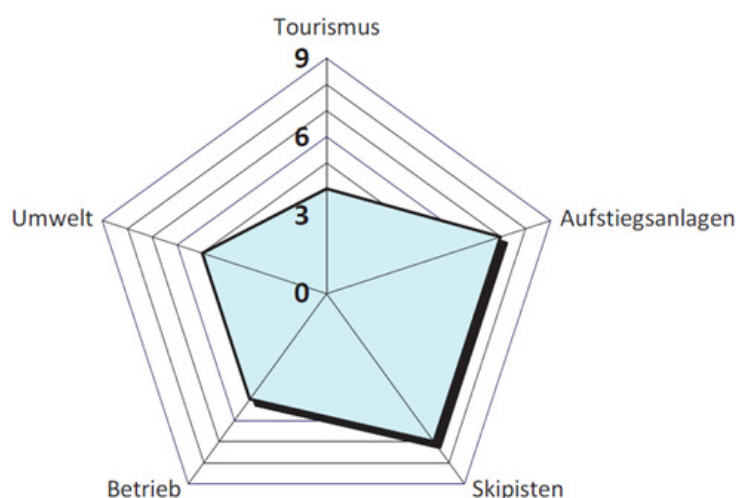 Tourismus
9
6
3
0
Umwelt
Aufstiegsanlagen
Betrieb
Skipisten